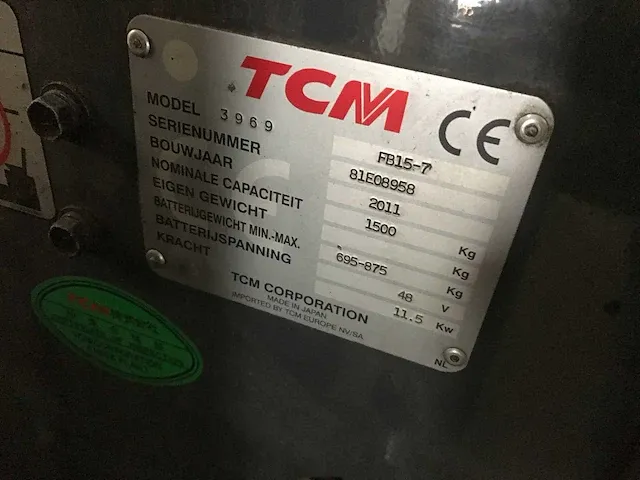 TCM
CE
MODEL 3969 FB15-7
SERIENUMMER 81E08958
BOUWJAAR 2011
NOMINALE CAPACITEIT 1500 Kg
EIGEN GEWICHT Kg
BATTERIJGEWICHT MIN.-MAX. 695-875 Kg
BATTERIJSPANNING 48 V
KRACHT 11.5 Kw
TCM CORPORATION
MADE IN JAPAN
IMPORTED BY TCM EUROPE NV/SA
NL
TCM